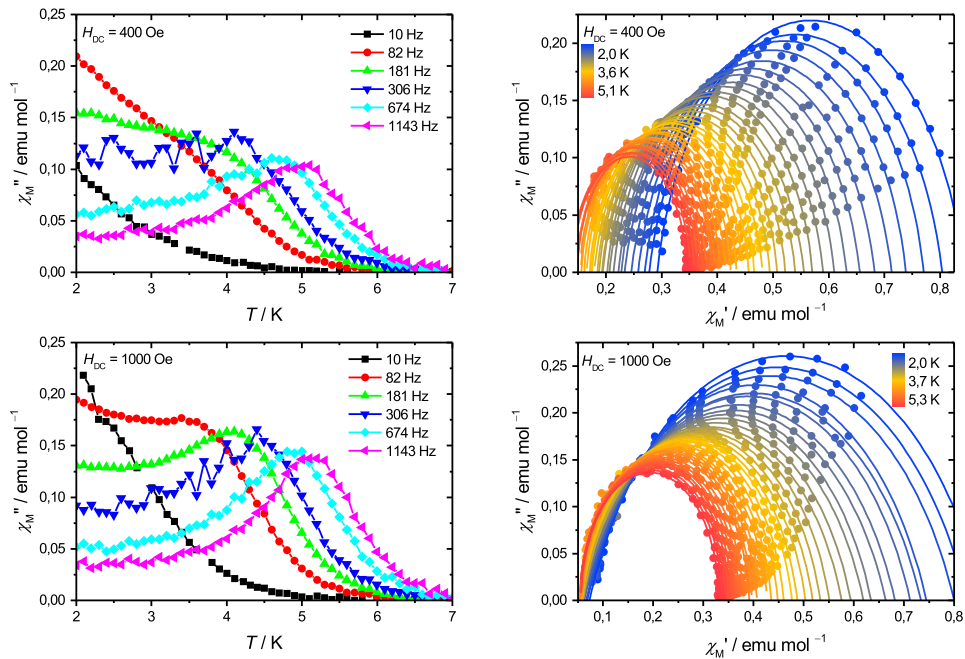 H_DC = 400 Oe
10 Hz
82 Hz
181 Hz
306 Hz
674 Hz
1143 Hz
χ_M'' / emu mol⁻¹
0,25
0,20
0,15
0,10
0,05
0,00
2 3 4 5 6 7
T / K
H_DC = 400 Oe
2,0 K
3,6 K
5,1 K
χ_M'' / emu mol⁻¹
0,20
0,15
0,10
0,05
0,00
0,2 0,3 0,4 0,5 0,6 0,7 0,8
χ_M' / emu mol⁻¹
H_DC = 1000 Oe
10 Hz
82 Hz
181 Hz
306 Hz
674 Hz
1143 Hz
χ_M'' / emu mol⁻¹
0,25
0,20
0,15
0,10
0,05
0,00
2 3 4 5 6 7
T / K
H_DC = 1000 Oe
2,0 K
3,7 K
5,3 K
χ_M'' / emu mol⁻¹
0,25
0,20
0,15
0,10
0,05
0,00
0,1 0,2 0,3 0,4 0,5 0,6 0,7 0,8
χ_M' / emu mol⁻¹